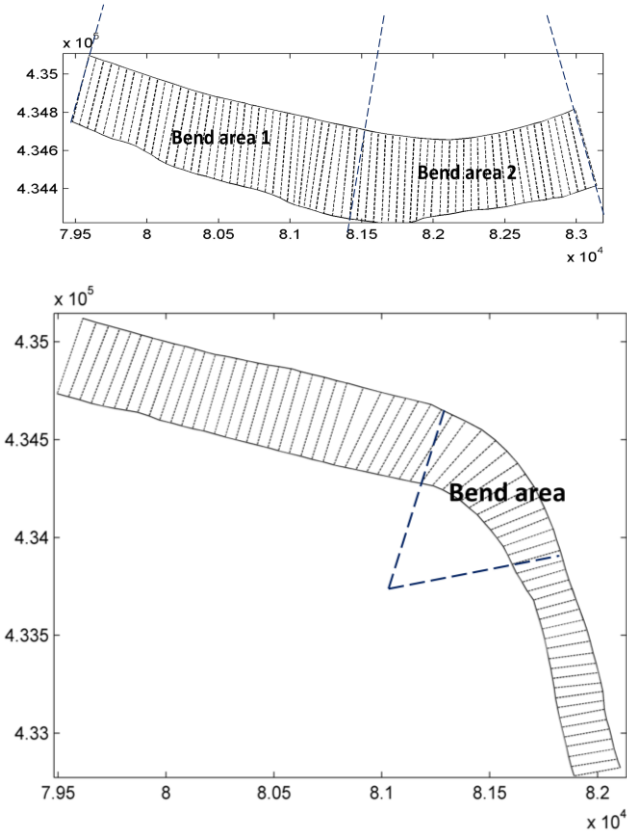 x 10^5
4.35
4.348
4.346
4.344
Bend area 1
Bend area 2
7.95 8 8.05 8.1 8.15 8.2 8.25 8.3
x 10^4
x 10^5
4.35
4.345
4.34
4.335
4.33
Bend area
7.95 8 8.05 8.1 8.15 8.2
x 10^4